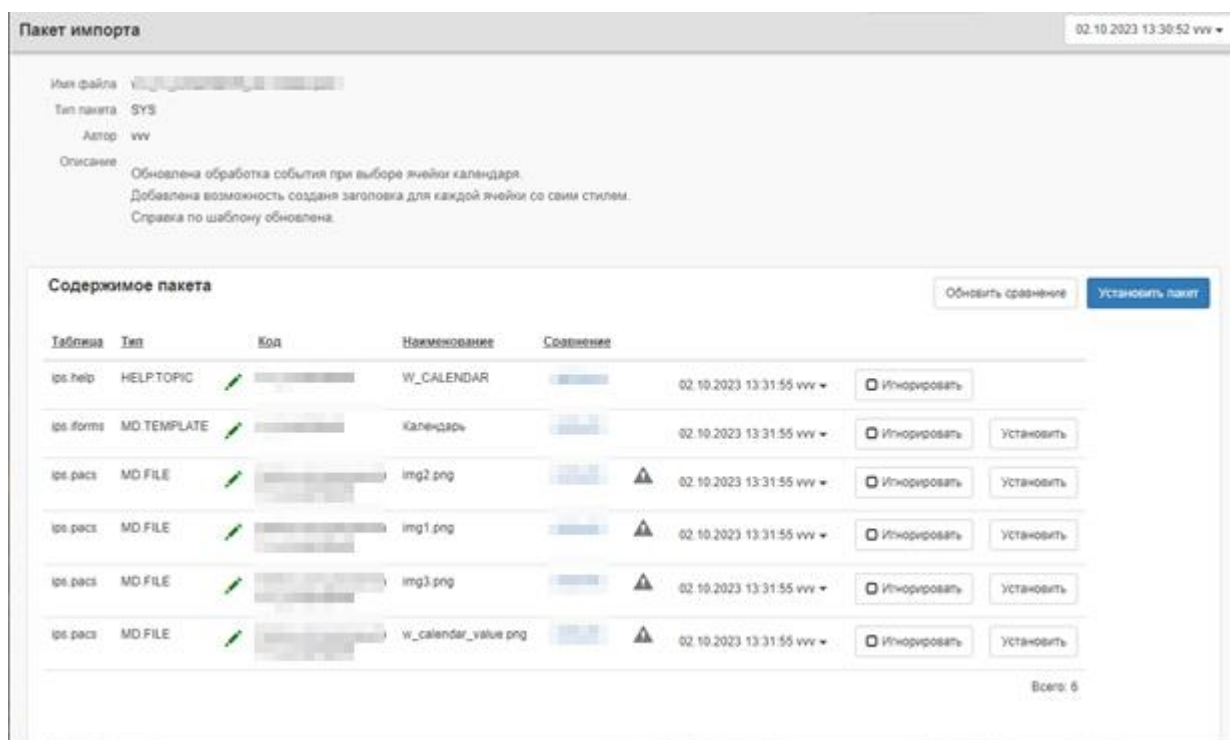 Пакет импорта
02.10.2023 13:30:52 vvv
Имя файла
Тип пакета SYS
Автор vvv
Описание
Обновлена обработка события при выборе ячейки календаря.
Добавлена возможность созданя заголовка для каждой ячейки со свим стилем.
Справка по шаблону обновлена.
Содержимое пакета
Обновить сравнение Установить пакет
Таблица Тип Код Наименование Сравнение
ips.help HELP.TOPIC W_CALENDAR 02.10.2023 13:31:55 vvv Игнорировать
ips.iforms MD.TEMPLATE Календарь 02.10.2023 13:31:55 vvv Игнорировать Установить
ips.pacs MD.FILE img2.png 02.10.2023 13:31:55 vvv Игнорировать Установить
ips.pacs MD.FILE img1.png 02.10.2023 13:31:55 vvv Игнорировать Установить
ips.pacs MD.FILE img3.png 02.10.2023 13:31:55 vvv Игнорировать Установить
ips.pacs MD.FILE w_calendar_value.png 02.10.2023 13:31:55 vvv Игнорировать Установить
Всего: 6